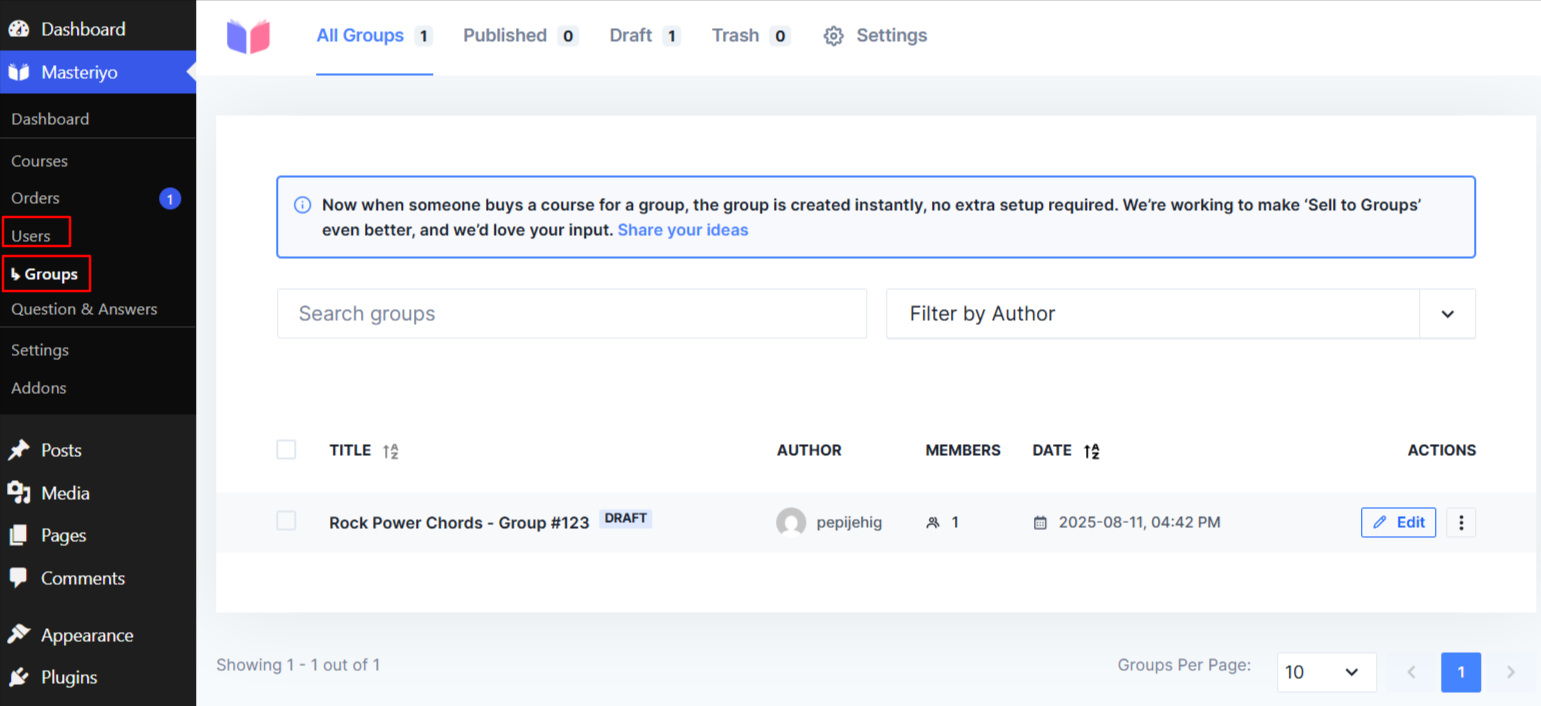 Dashboard
Masteriyo
Dashboard
Courses
Orders 1
Users
↳ Groups
Question & Answers
Settings
Addons
Posts
Media
Pages
Comments
Appearance
Plugins
All Groups 1 Published 0 Draft 1 Trash 0 Settings
Now when someone buys a course for a group, the group is created instantly, no extra setup required. We’re working to make ‘Sell to Groups’
even better, and we’d love your input. Share your ideas
Search groups Filter by Author
TITLE AUTHOR MEMBERS DATE ACTIONS
Rock Power Chords - Group #123 DRAFT pepijehig 1 2025-08-11, 04:42 PM Edit
Showing 1 - 1 out of 1 Groups Per Page: 10 1